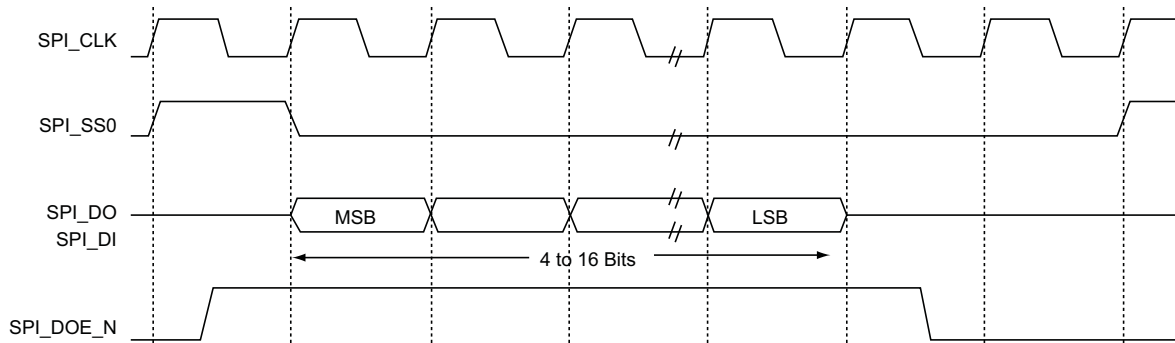 SPI_CLK
SPI_SS0
SPI_DO
MSB
LSB
SPI_DI
4 to 16 Bits
SPI_DOE_N